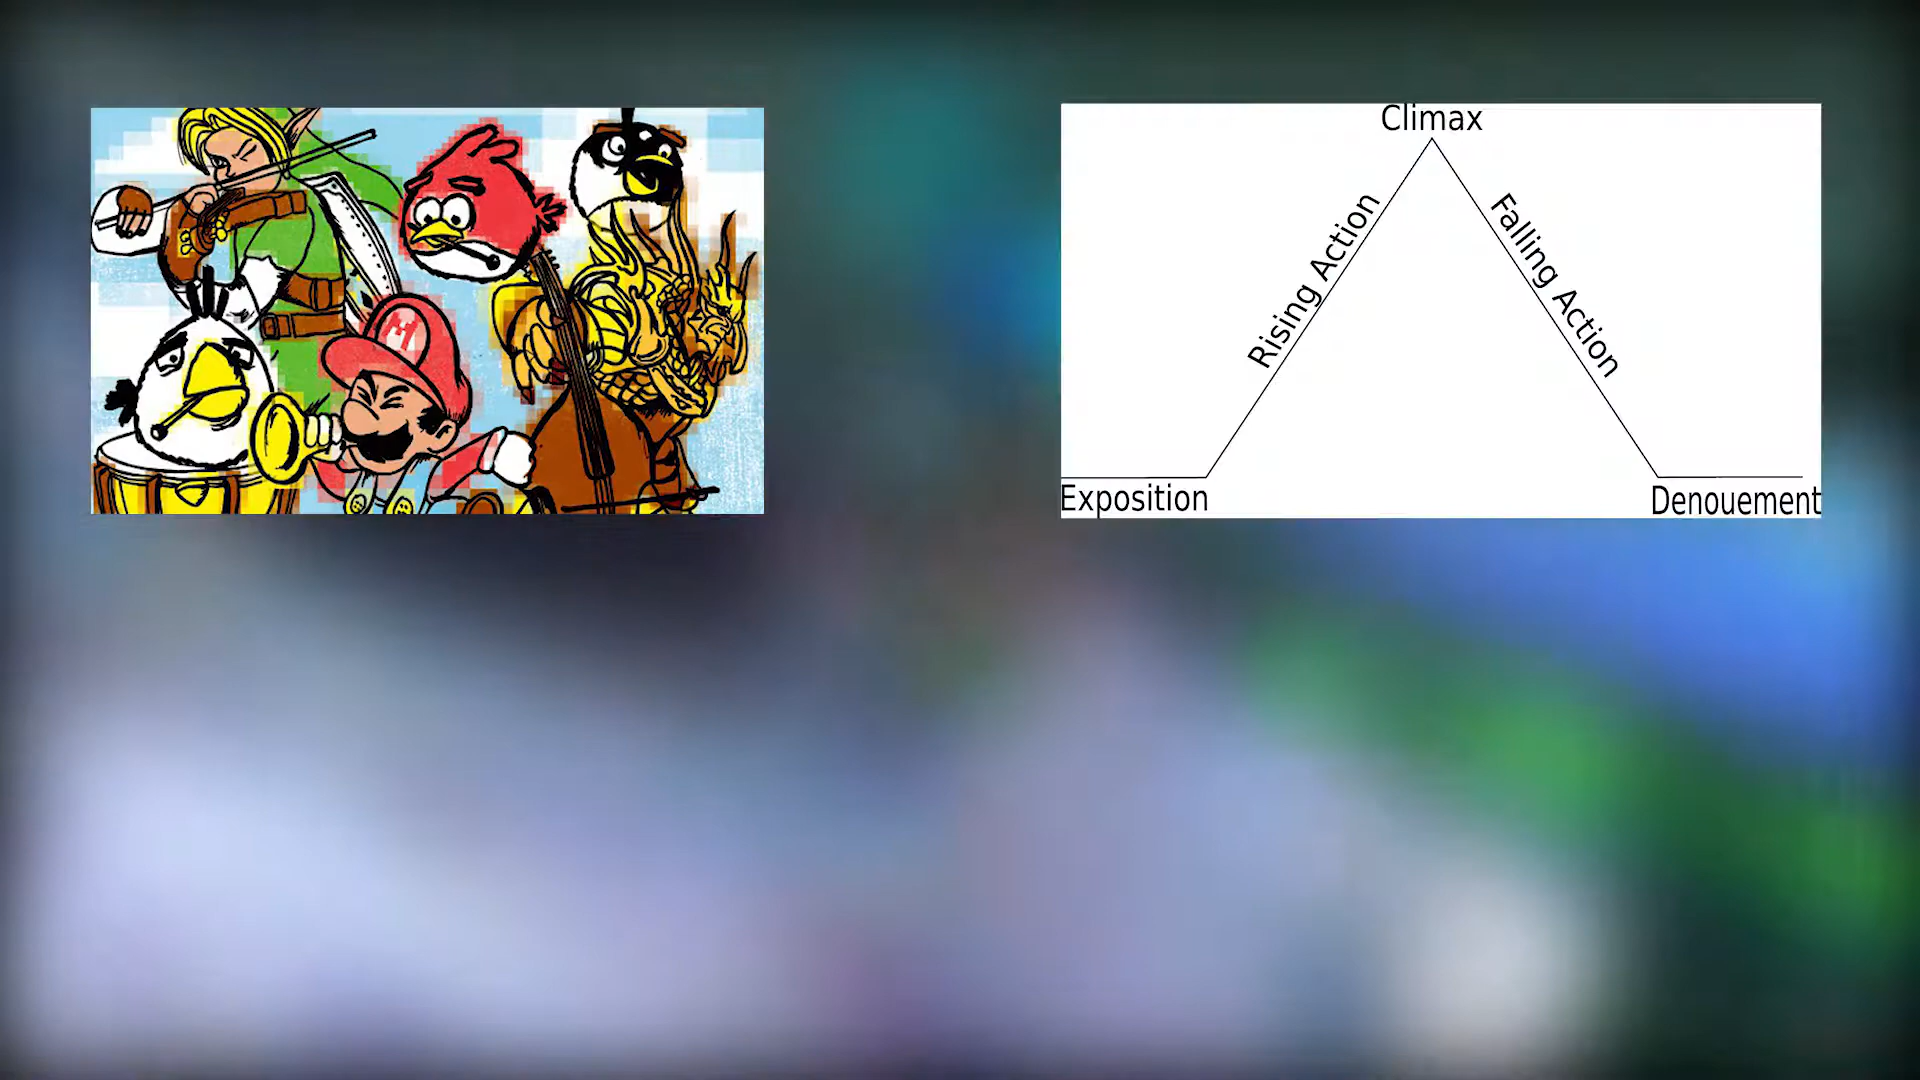 Climax
Rising Action
Falling Action
Exposition
Denouement
M